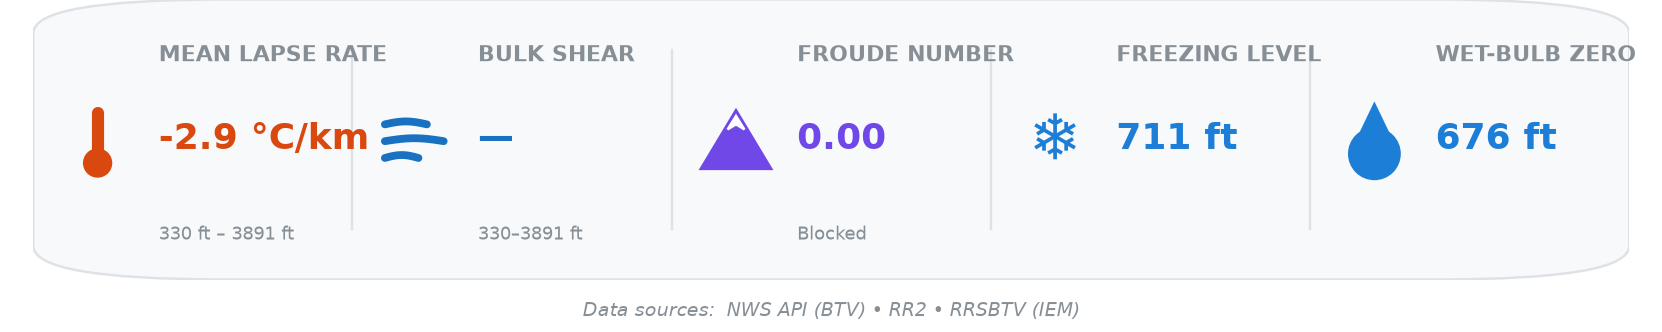 MEAN LAPSE RATE
-2.9 °C/km
330 ft – 3891 ft
BULK SHEAR
—
330–3891 ft
FROUDE NUMBER
0.00
Blocked
FREEZING LEVEL
711 ft
WET-BULB ZERO
676 ft
Data sources:  NWS API (BTV) • RR2 • RRSBTV (IEM)